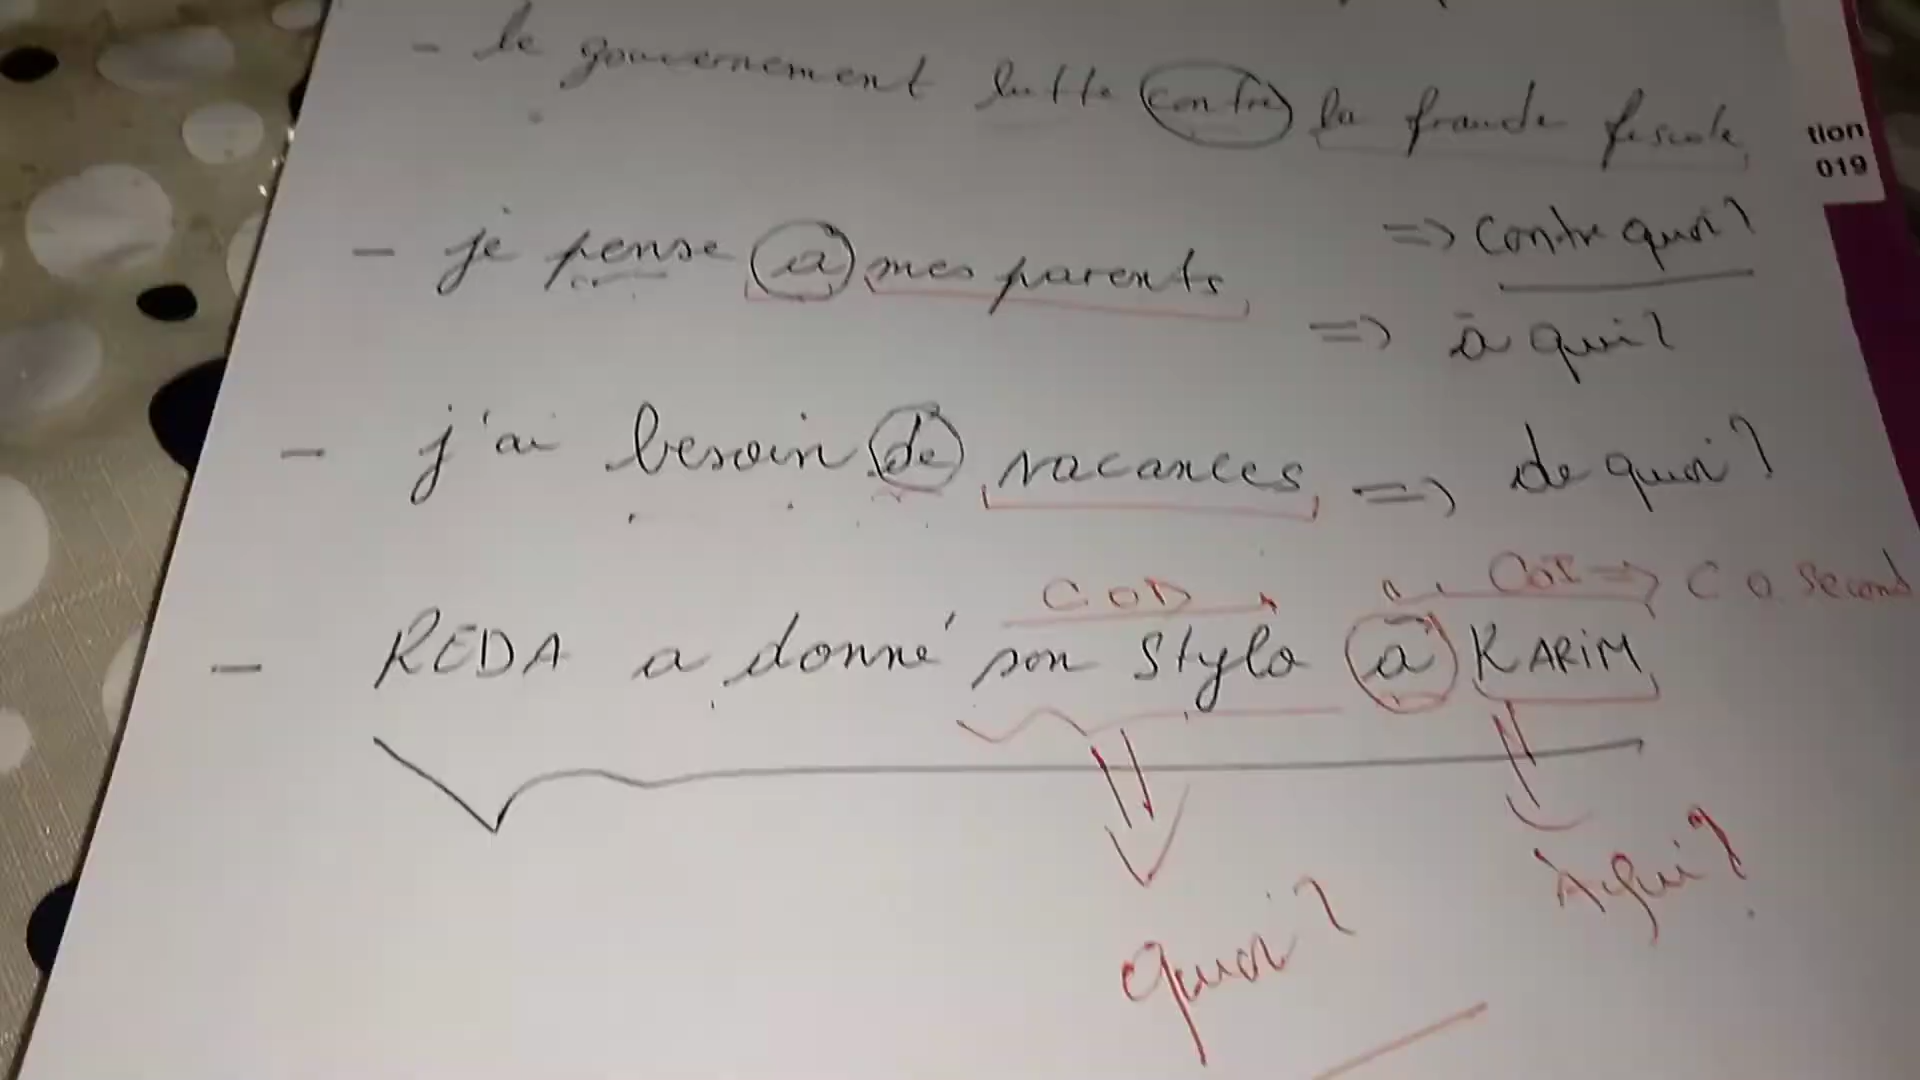 - le gouvernement lutte contre la fraude fiscale
tion
019
=> contre quoi?
- je pense à mes parents
=> à qui?
- j'ai besoin de vacances => de quoi?
COD COI => C O Second
- REDA a donné son stylo à KARIM
À qui?
quoi?